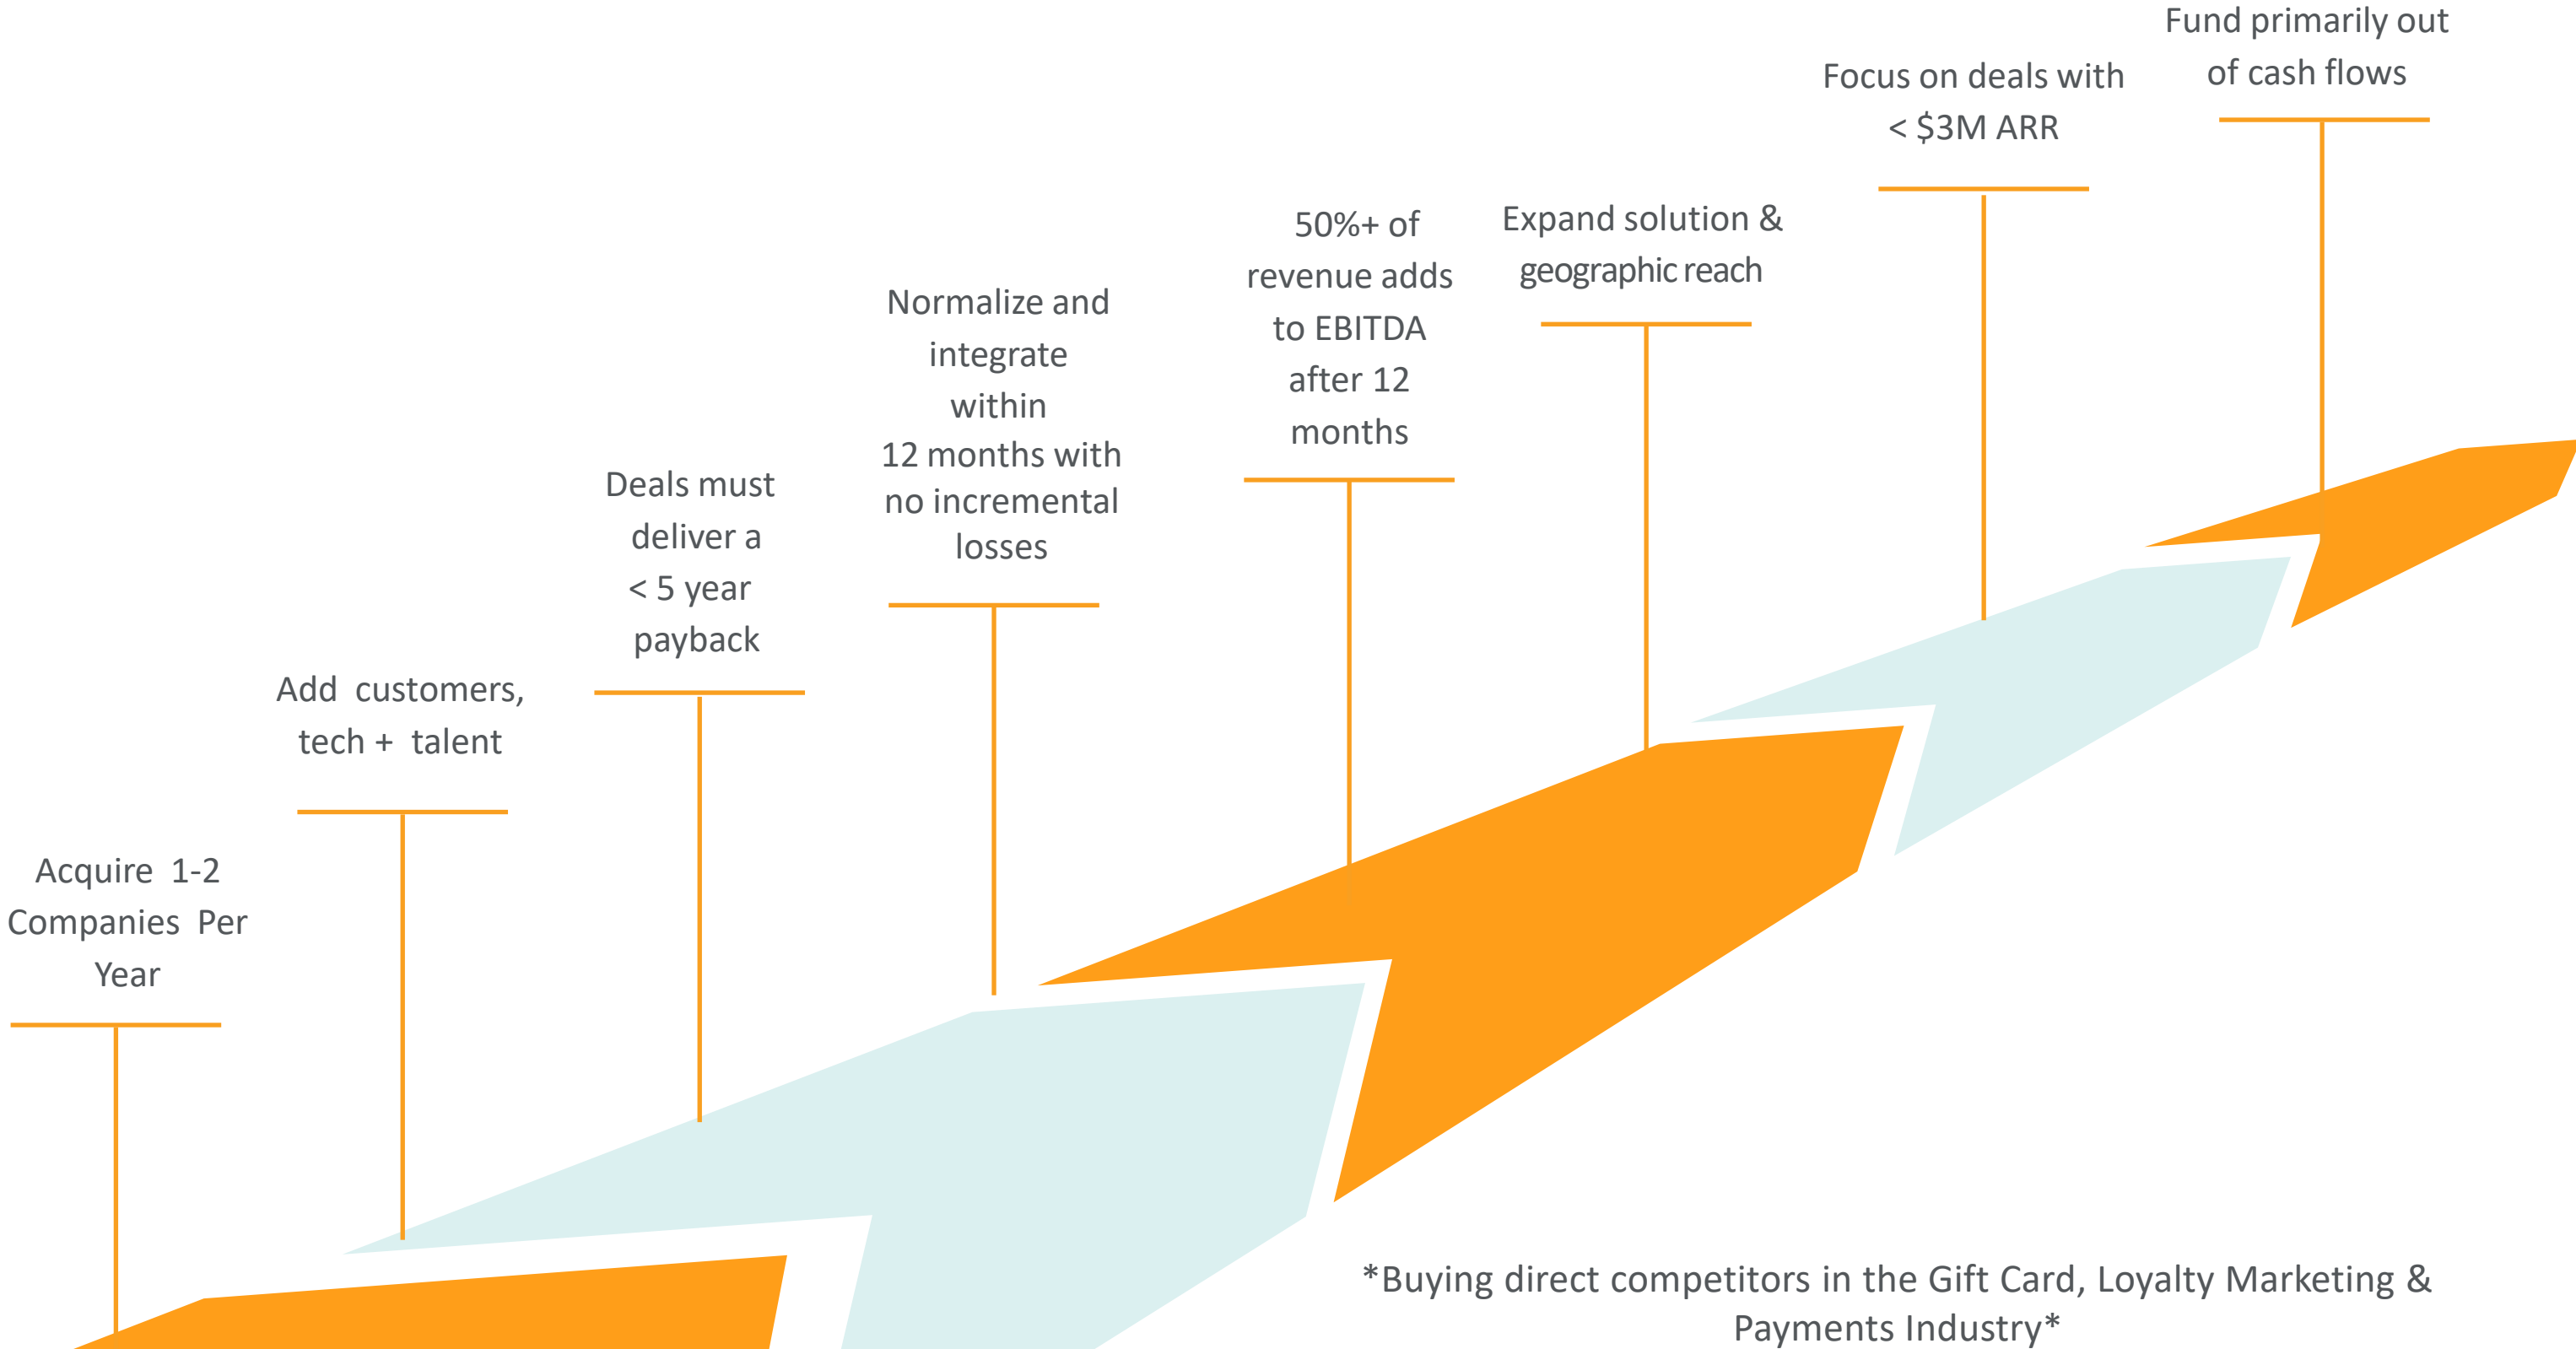 Acquire 1-2
Companies Per
Year
Add customers,
tech + talent
Deals must
deliver a
< 5 year
payback
Normalize and
integrate
within
12 months with
no incremental
losses
50%+ of
revenue adds
to EBITDA
after 12
months
Expand solution &
geographic reach
Focus on deals with
< $3M ARR
Fund primarily out
of cash flows
*Buying direct competitors in the Gift Card, Loyalty Marketing &
Payments Industry*